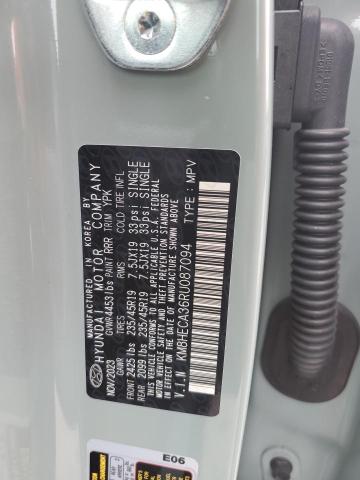 MANUFACTURED IN KOREA BY
HYUNDAI MOTOR COMPANY
NOV/2023 GVWR 4453 lbs PAINT RRR TRIM VPK
GAWR TIRES RIMS COLD TIRE INFL
FRONT 2425 lbs 235/45R19 7.5JX19 33psi SINGLE
REAR 2099 lbs 235/45R19 7.5JX19 33psi SINGLE
THIS VEHICLE CONFORMS TO ALL APPLICABLE U.S.A. FEDERAL
MOTOR VEHICLE SAFETY AND THEFT PREVENTION STANDARDS
IN EFFECT ON THE DATE OF MANUFACTURE SHOWN ABOVE.
V.I.N : KM8HECA36RU087094 TYPE : MPV
E06